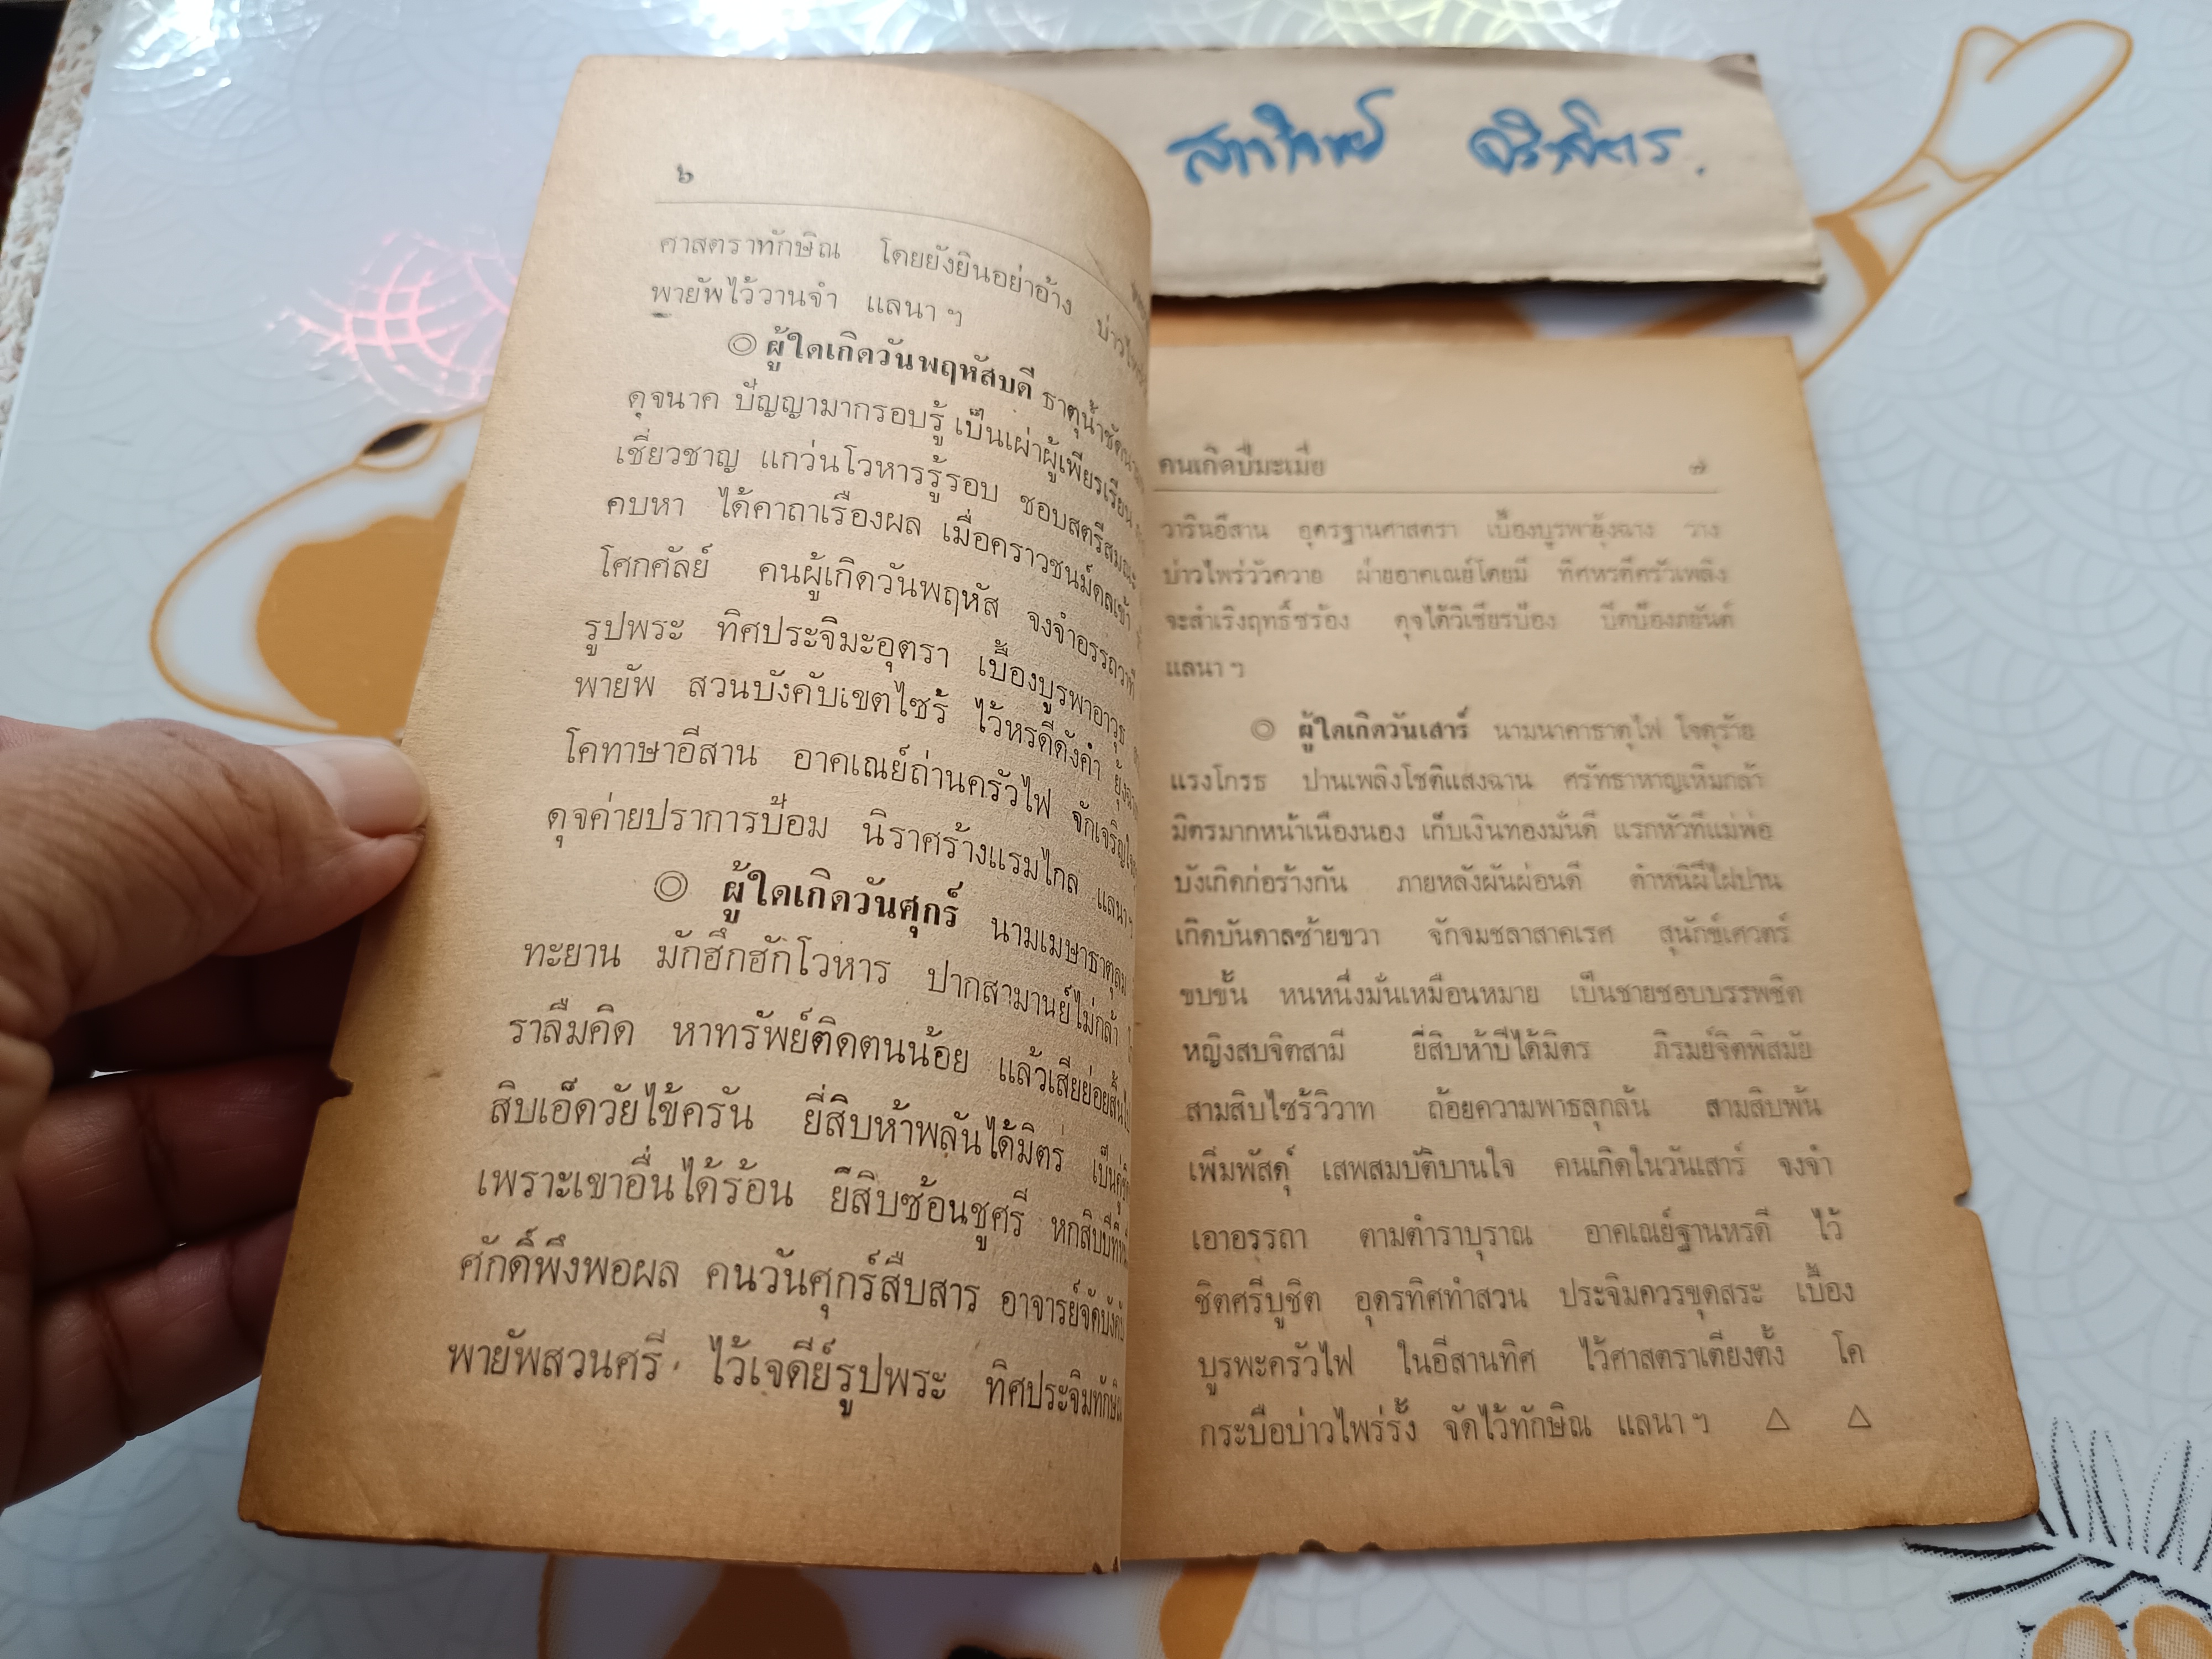 ๖
ศาสตราทักษิณ โดยยังยินอย่าอ้าง บ่าวไพร่
พายัพไว้วานจำ แลนาฯ
◎ ผู้ใดเกิดวันพฤหัสบดี ธาตุน้ำชัด
ดุจนาค ปัญญามากรอบรู้ เป็นเผ่าผู้เพียรเรียน
เชี่ยวชาญ แกว่นโวหารรู้รอบ ชอบสตรีสมณะ
คบหา ได้คาถาเรืองผล เมื่อคราวชนม์ดลเข้า
โศกศัลย์ คนผู้เกิดวันพฤหัส จงจำอรรถวาที
รูปพระ ทิศประจิมะอุตรา เบื้องบูรพาอาวุธ
พายัพ สวนบังคับเขตไซร้ ไว้หรดีดังคำ ยุ้งฉาง
โคทาษาอีสาน อาคเณย์ถ่านครัวไฟ จักเจริญ
ดุจค่ายปราการป้อม นิราศร้างแรมไกล แลนาฯ
◎ ผู้ใดเกิดวันศุกร์ นามเมษาธาตุลม
ทะยาน มักฮึกฮักโวหาร ปากสามานย์ไม่กล้า
ราลืมคิด หาทรัพย์ติดตนน้อย แล้วเสียย่อยสิ้น
สิบเอ็ดวัยไข้ครัน ยี่สิบห้าพลันได้มิตร เป็นคู่
เพราะเขาอื่นได้ร้อน ยี่สิบซ้อนชูศรี หกสิบปี
ศักดิ์พึงพอผล คนวันศุกร์สืบสาร อาจารย์จัดบังคับ
พายัพสวนศรี ไว้เจดีย์รูปพระ ทิศประจิมทักษิณ
สาวทิพย์
คนเกิดปีมะเมีย ๗
วารินอีสาน อุดรฐานศาสตรา เบื้องบูรพายุ้งฉาง วาง
บ่าวไพร่วัวควาย ฝ่ายอาคเณย์โดยมี ทิศหรดีครัวเพลิง
จะสำเริงฤทธิ์ซร้อง ดุจได้วิเชียรป้อง ปิดป้องภยันต์
แลนาฯ
◎ ผู้ใดเกิดวันเสาร์ นามนาคาธาตุไฟ ใจดุร้าย
แรงโกรธ ปานเพลิงโชติแสงฉาน ศรัทธาหาญเหิมกล้า
มิตรมากหน้าเนืองนอง เก็บเงินทองมั่นดี แรกหัวทีแม่พ่อ
บังเกิดก่อร้างกัน ภายหลังผันผ่อนดี ตำหนิมีไฝปาน
เกิดบันดาลซ้ายขวา จักจมชลาสาคเรศ สุนักข์เศวตร์
ขบขั้น หนหนึ่งมั่นเหมือนหมาย เป็นชายชอบบรรพชิต
หญิงสบจิตสามี ยี่สิบห้าปีได้มิตร ภิรมย์จิตพิสมัย
สามสิบไซร้วิวาท ถ้อยความพาธลุกล้น สามสิบพ้น
เพิ่มพัสดุ์ เสพสมบัติบานใจ คนเกิดในวันเสาร์ จงจำ
เอาอรรถา ตามตำราบุราณ อาคเณย์ฐานหรดี ไว้
ชิตศรีบูชิต อุดรทิศทำสวน ประจิมควรขุดสระ เบื้อง
บูรพะครัวไฟ ในอีสานทิศ ไว้ศาสตราเตียงตั้ง โค
กระบือบ่าวไพร่รั้ง จัดไว้ทักษิณ แลนาฯ △ △